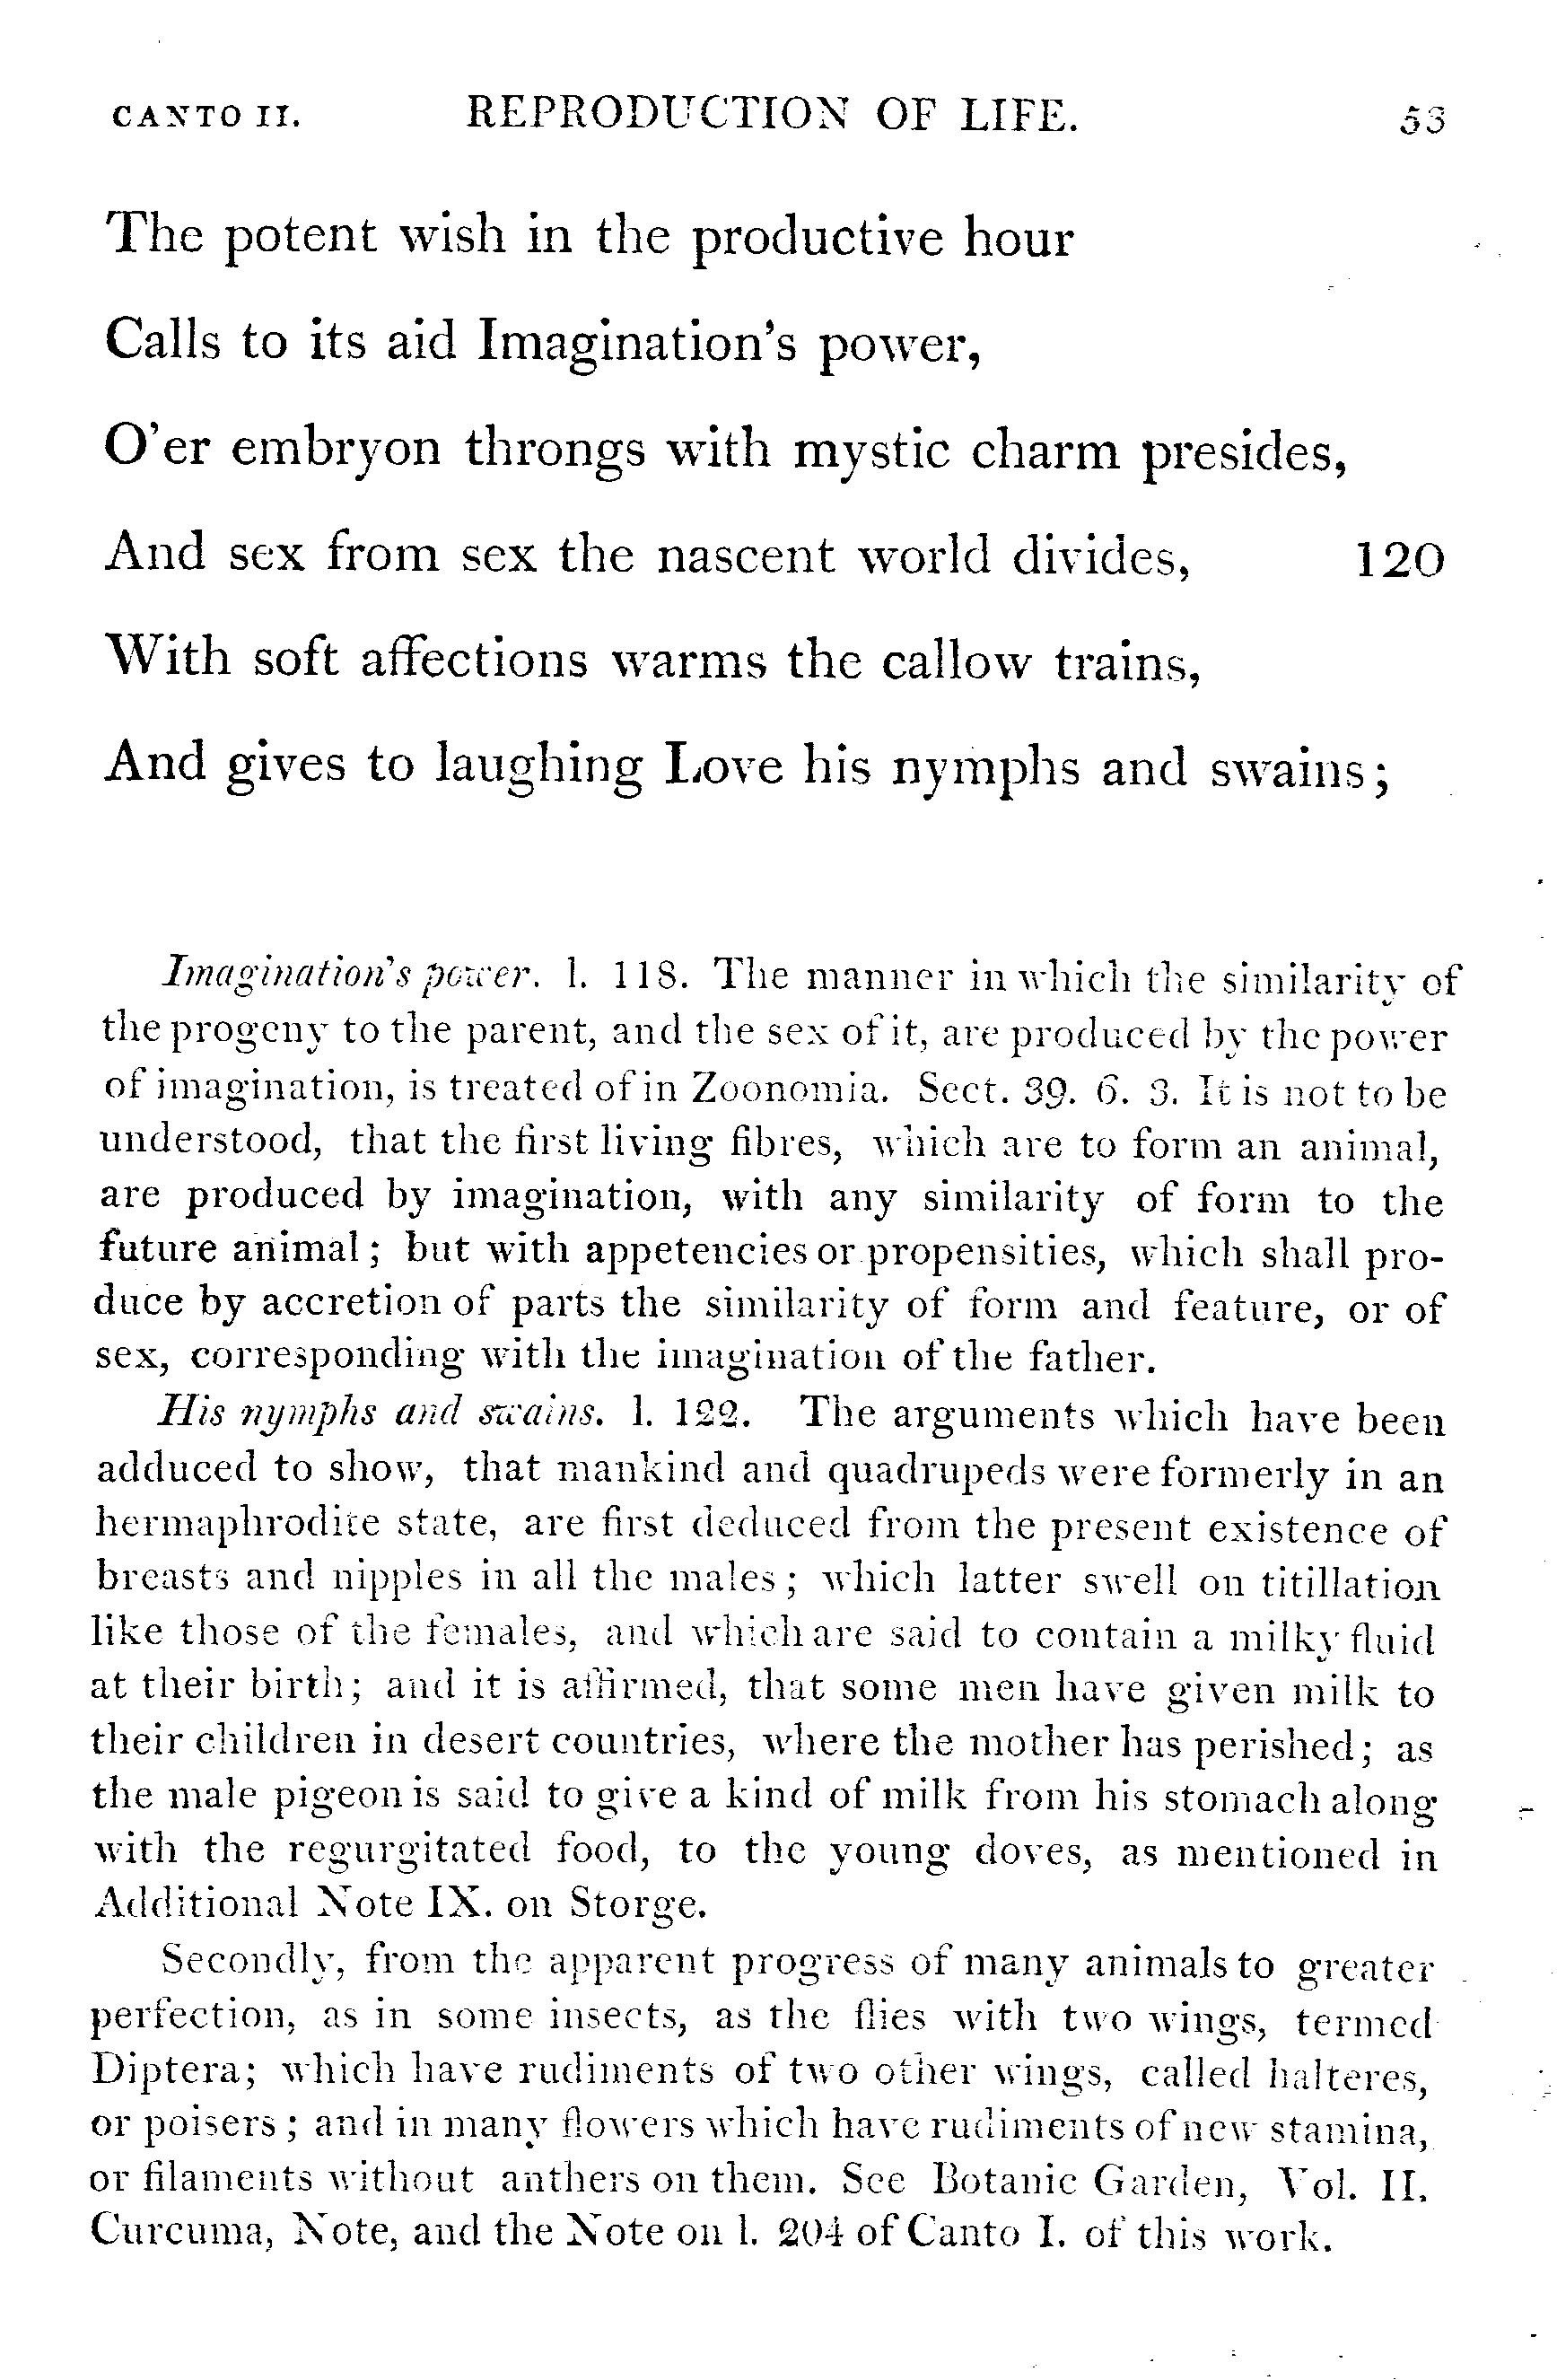 CANTO II. REPRODUCTION OF LIFE. 53
The potent wish in the productive hour
Calls to its aid Imagination's power,
O'er embryon throngs with mystic charm presides,
And sex from sex the nascent world divides, 120
With soft affections warms the callow trains,
And gives to laughing Love his nymphs and swains;
Imagination's power. l. 118. The manner in which the similarity of
the progeny to the parent, and the sex of it, are produced by the power
of imagination, is treated of in Zoonomia. Sect. 39. 6. 3. It is not to be
understood, that the first living fibres, which are to form an animal,
are produced by imagination, with any similarity of form to the
future animal; but with appetencies or propensities, which shall pro-
duce by accretion of parts the similarity of form and feature, or of
sex, corresponding with the imagination of the father.
His nymphs and swains. l. 122. The arguments which have been
adduced to show, that mankind and quadrupeds were formerly in an
hermaphrodite state, are first deduced from the present existence of
breasts and nipples in all the males; which latter swell on titillation
like those of the females, and which are said to contain a milky fluid
at their birth; and it is affirmed, that some men have given milk to
their children in desert countries, where the mother has perished; as
the male pigeon is said to give a kind of milk from his stomach along
with the regurgitated food, to the young doves, as mentioned in
Additional Note IX. on Storge.
Secondly, from the apparent progress of many animals to greater
perfection, as in some insects, as the flies with two wings, termed
Diptera; which have rudiments of two other wings, called halteres,
or poisers; and in many flowers which have rudiments of new stamina,
or filaments without anthers on them. See Botanic Garden, Vol. II.
Curcuma, Note, and the Note on l. 204 of Canto I. of this work.